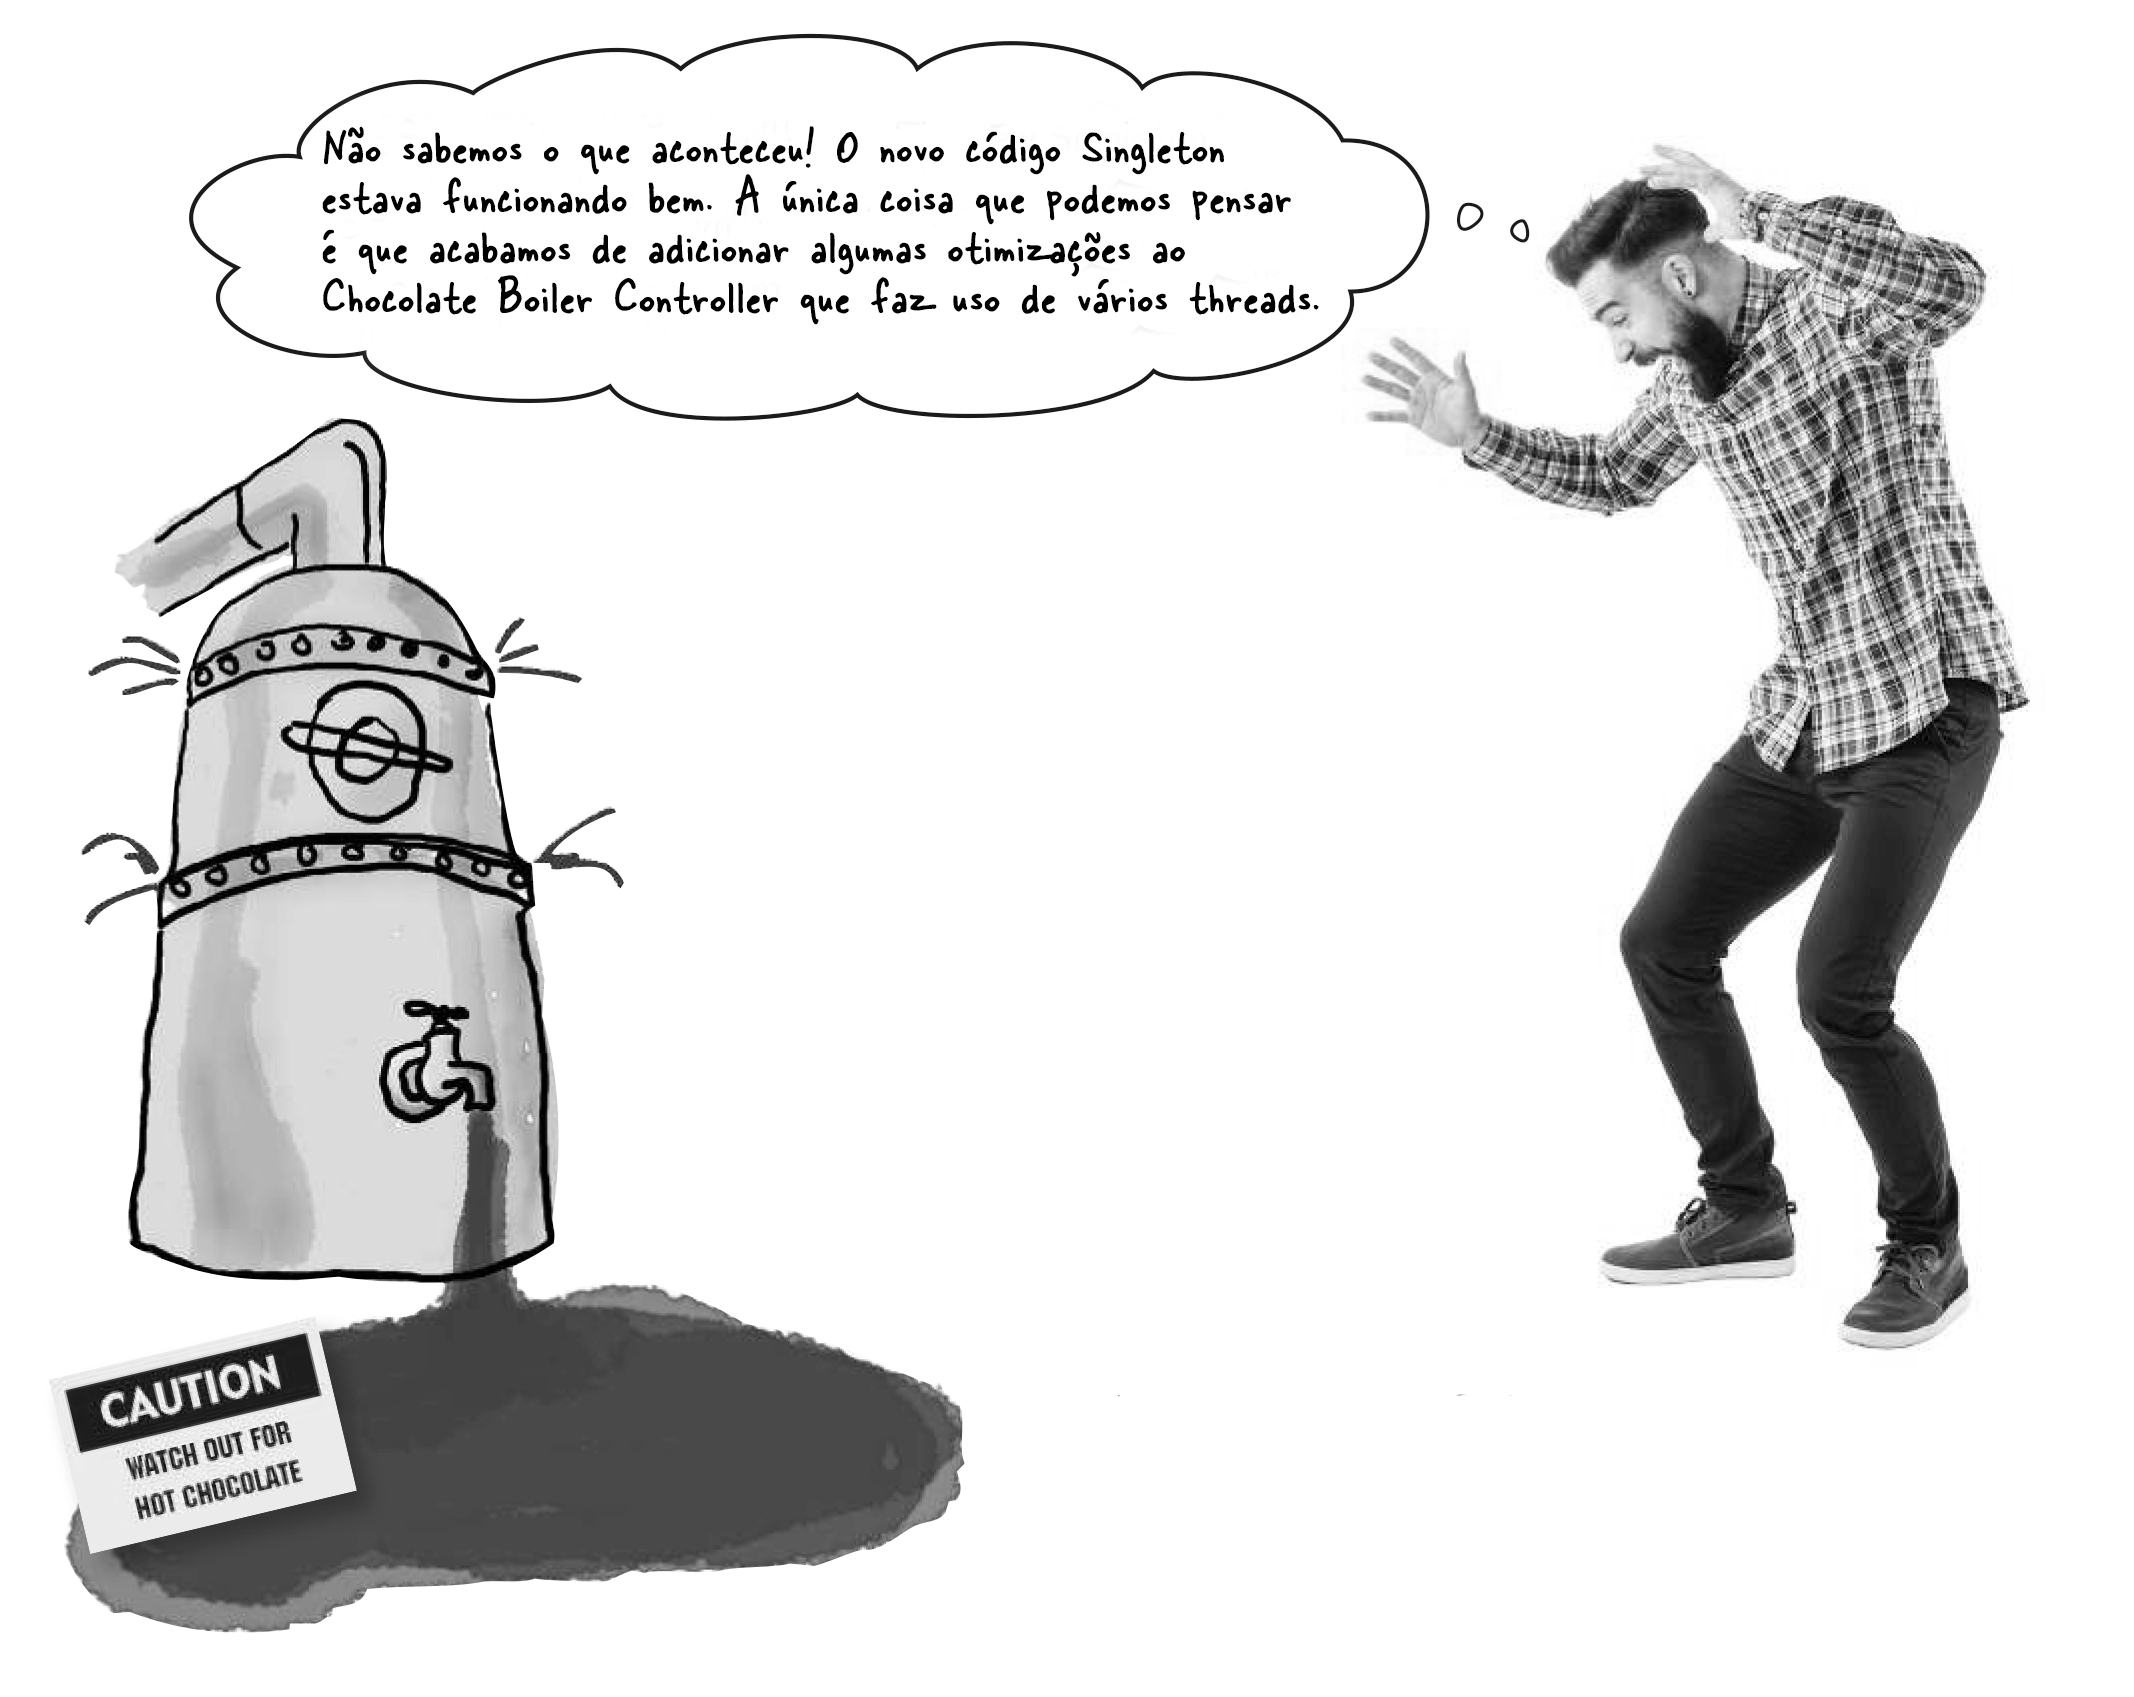 Não sabemos o que aconteceu! O novo código Singleton
estava funcionando bem. A única coisa que podemos pensar
é que acabamos de adicionar algumas otimizações ao
Chocolate Boiler Controller que faz uso de vários threads.
CAUTION
WATCH OUT FOR
HOT CHOCOLATE